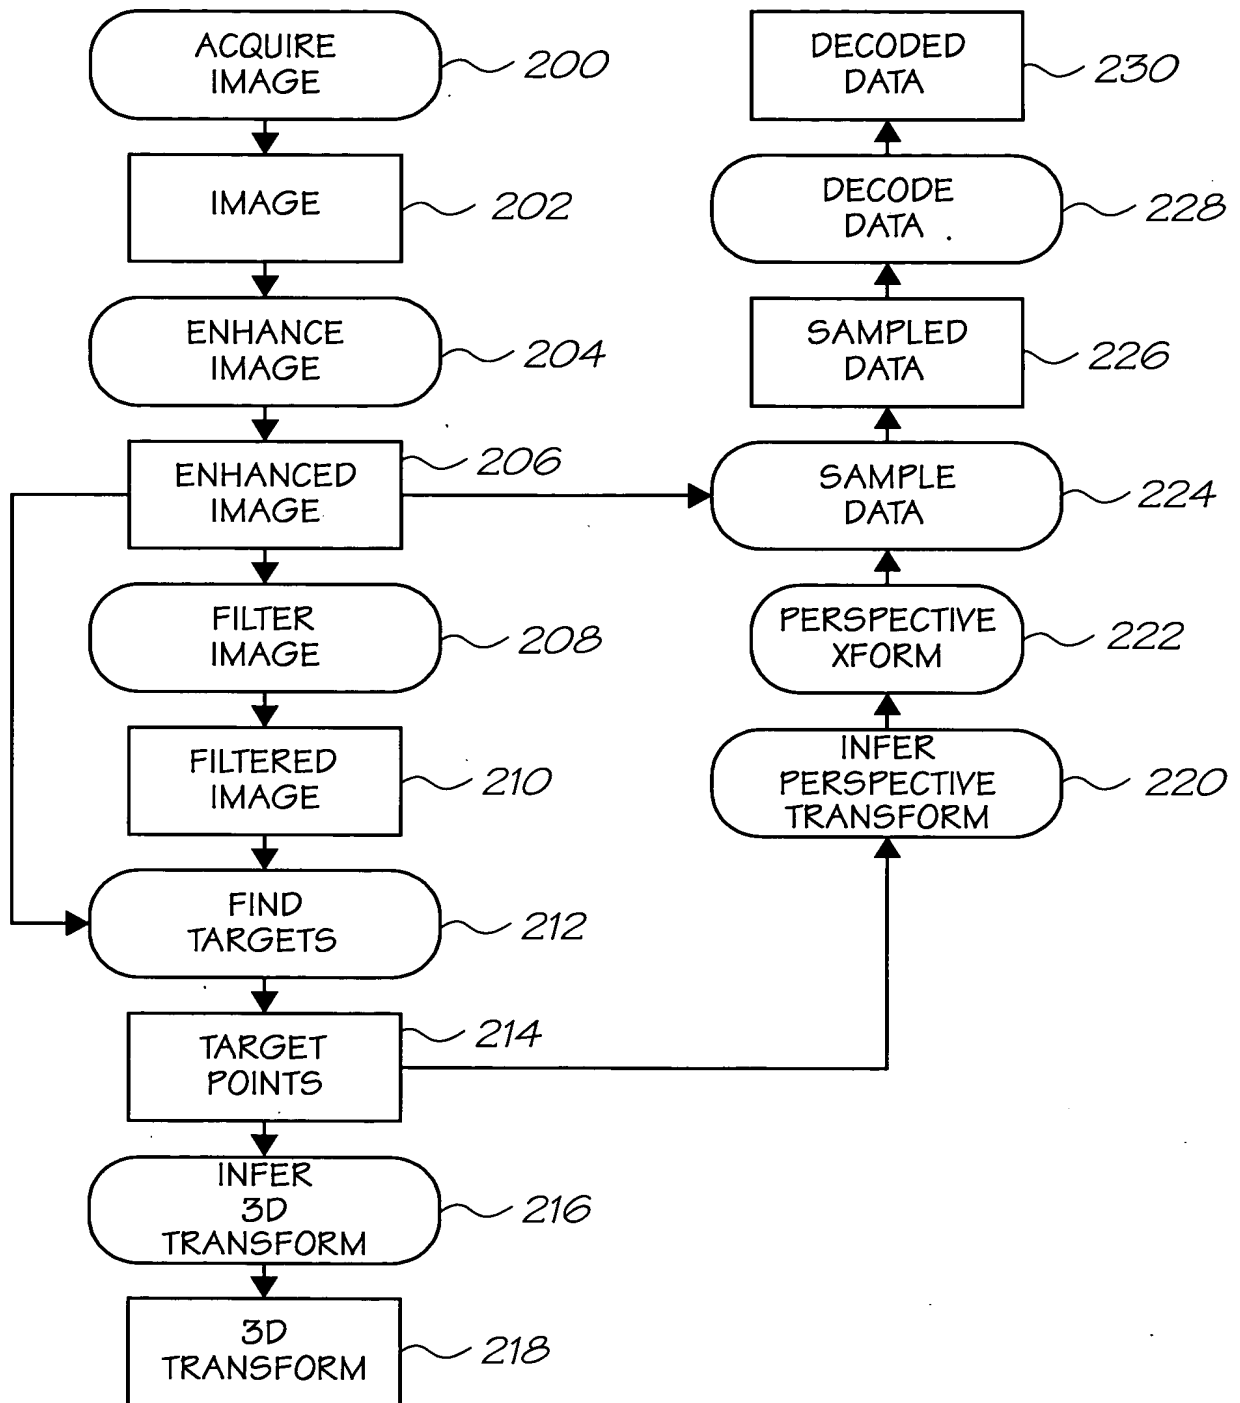 ACQUIRE
IMAGE
200
IMAGE
202
ENHANCE
IMAGE
204
ENHANCED
IMAGE
206
FILTER
IMAGE
208
FILTERED
IMAGE
210
FIND
TARGETS
212
TARGET
POINTS
214
INFER
3D
TRANSFORM
216
3D
TRANSFORM
218
DECODED
DATA
230
DECODE
DATA
228
SAMPLED
DATA
226
SAMPLE
DATA
224
PERSPECTIVE
XFORM
222
INFER
PERSPECTIVE
TRANSFORM
220